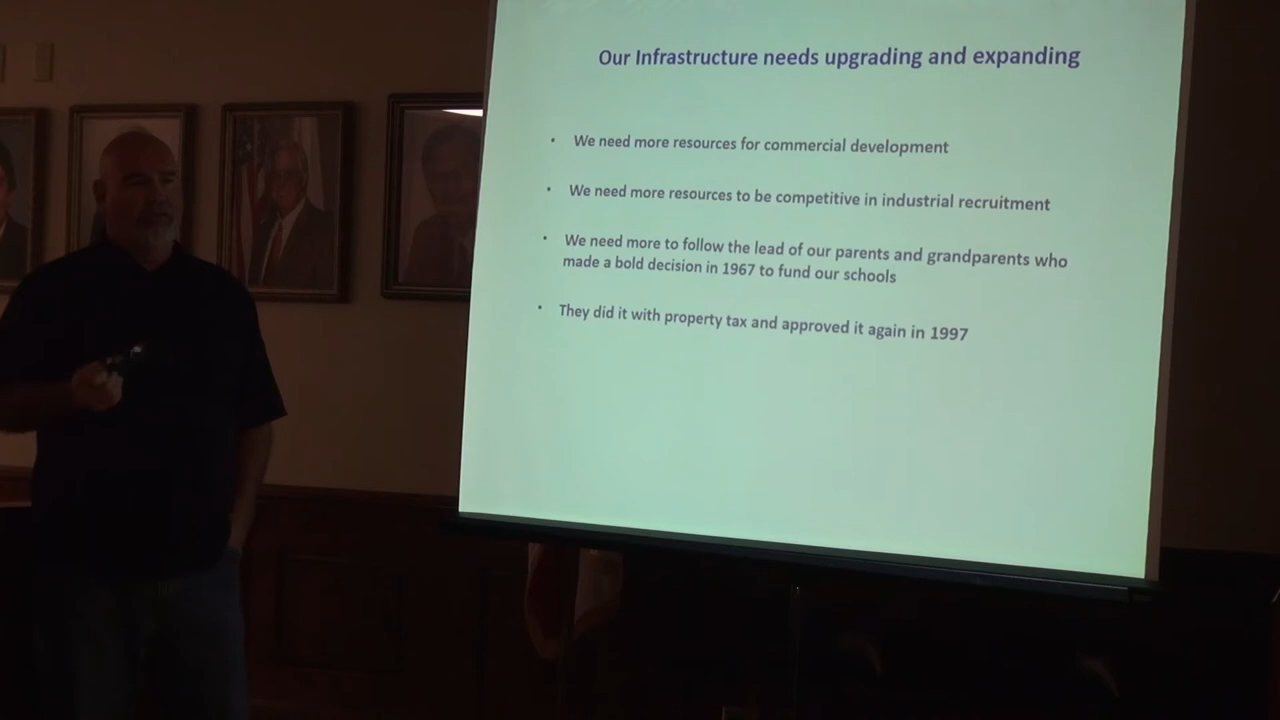 Our Infrastructure needs upgrading and expanding
• We need more resources for commercial development
• We need more resources to be competitive in industrial recruitment
• We need more to follow the lead of our parents and grandparents who
made a bold decision in 1967 to fund our schools
• They did it with property tax and approved it again in 1997